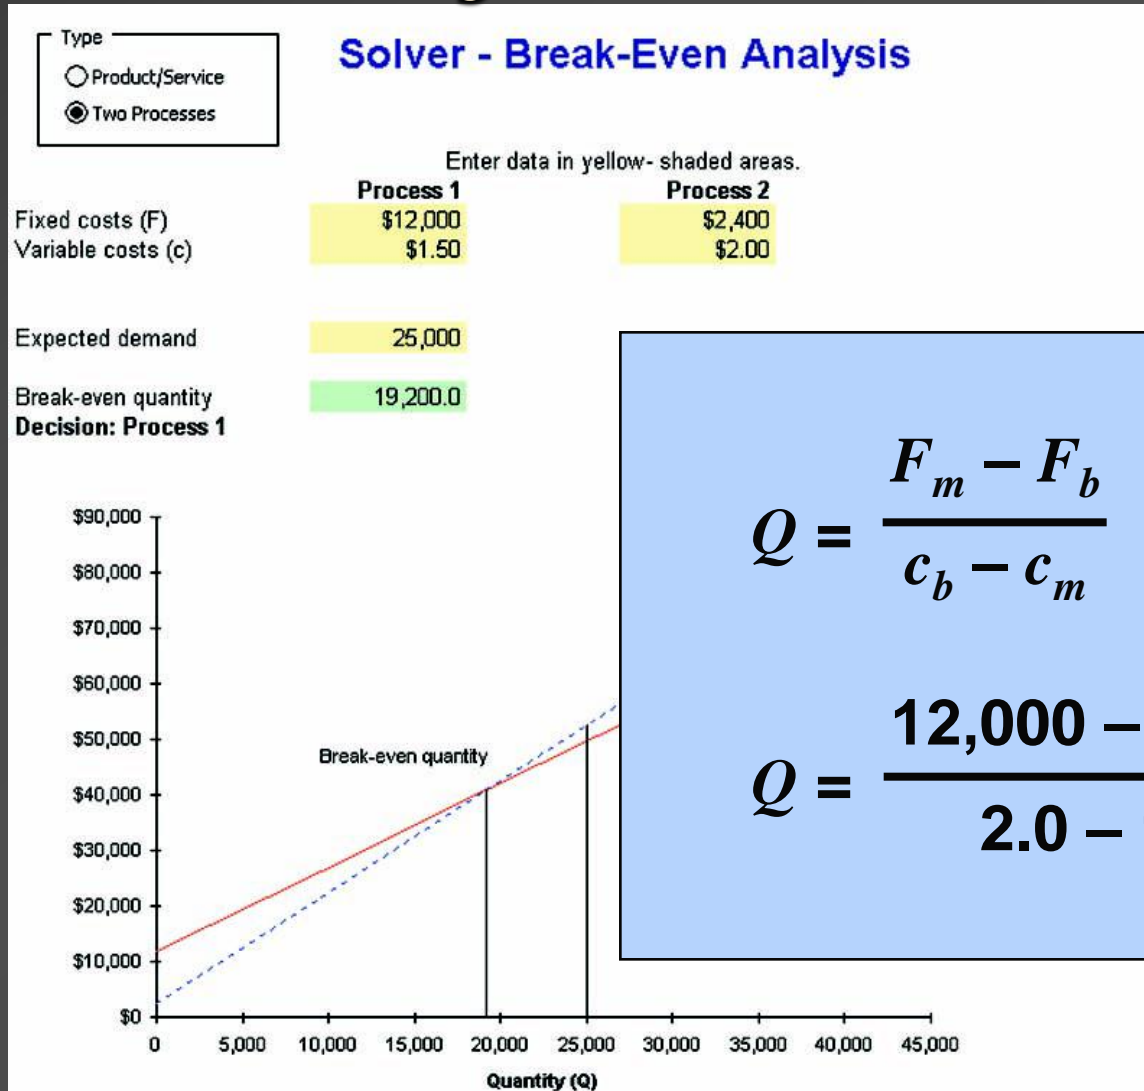 Type
Product/Service
Two Processes
Solver - Break-Even Analysis
Enter data in yellow- shaded areas.
Process 1 Process 2
Fixed costs (F) $12,000 $2,400
Variable costs (c) $1.50 $2.00
Expected demand 25,000
Break-even quantity 19,200.0
Decision: Process 1
Q = F_m – F_b
c_b – c_m
Q = 12,000 –
2.0 –
$90,000
$80,000
$70,000
$60,000
$50,000
Break-even quantity
$40,000
$30,000
$20,000
$10,000
$0
0 5,000 10,000 15,000 20,000 25,000 30,000 35,000 40,000 45,000
Quantity (Q)